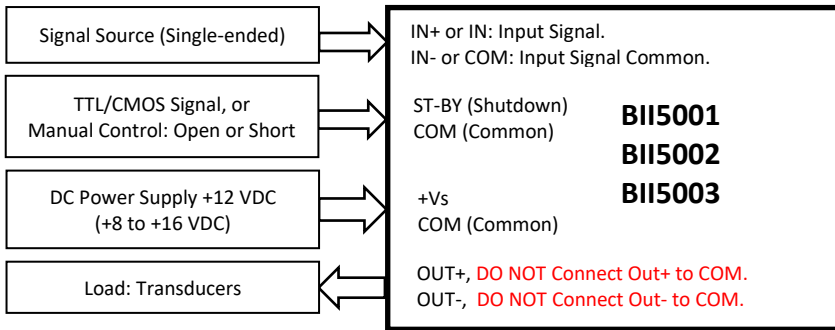 Signal Source (Single-ended)
TTL/CMOS Signal, or
Manual Control: Open or Short
DC Power Supply +12 VDC
(+8 to +16 VDC)
Load: Transducers
IN+ or IN: Input Signal.
IN- or COM: Input Signal Common.
ST-BY (Shutdown)
COM (Common)
BII5001
BII5002
BII5003
+Vs
COM (Common)
OUT+, DO NOT Connect Out+ to COM.
OUT-, DO NOT Connect Out- to COM.